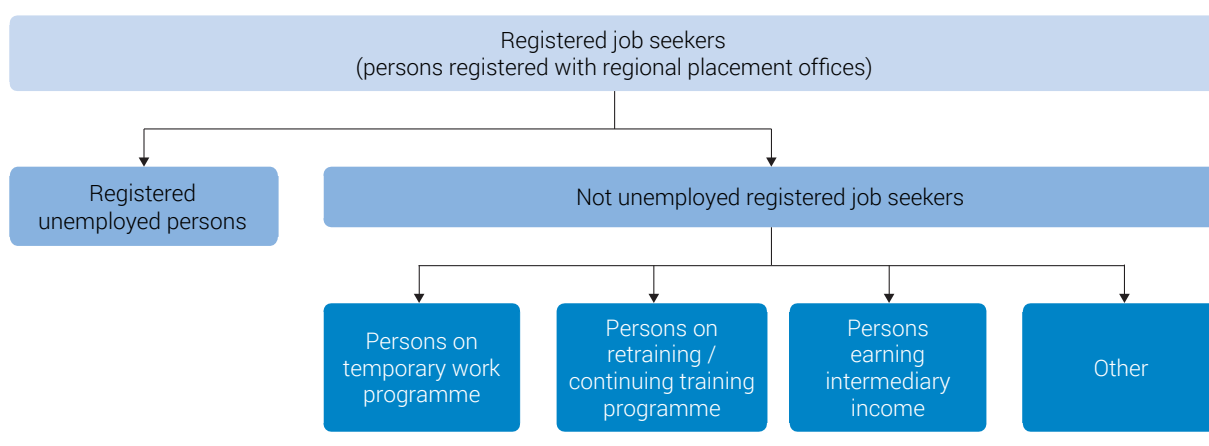 Registered job seekers
(persons registered with regional placement offices)
Registered
unemployed persons
Not unemployed registered job seekers
Persons on
temporary work
programme
Persons on
retraining /
continuing training
programme
Persons
earning
intermediary
income
Other